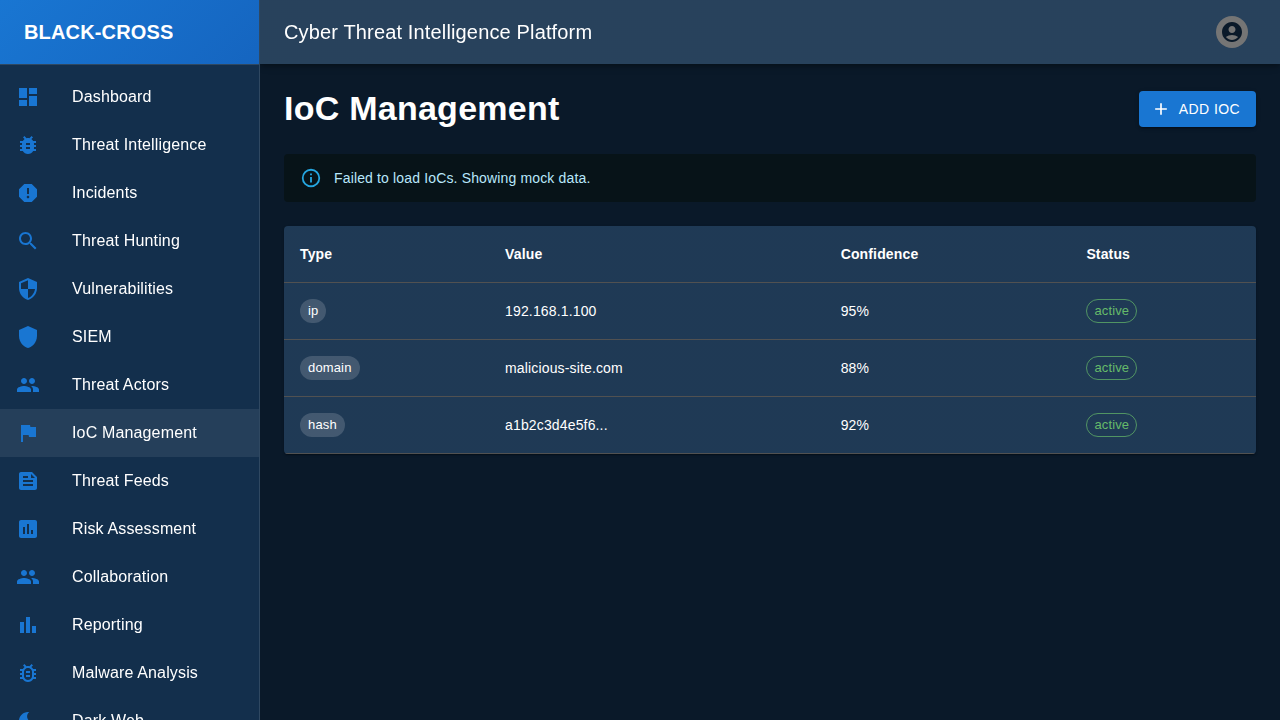 BLACK-CROSS
Cyber Threat Intelligence Platform
Dashboard
Threat Intelligence
Incidents
Threat Hunting
Vulnerabilities
SIEM
Threat Actors
IoC Management
Threat Feeds
Risk Assessment
Collaboration
Reporting
Malware Analysis
Dark Web
IoC Management
ADD IOC
Failed to load IoCs. Showing mock data.
Type Value Confidence Status
ip 192.168.1.100 95% active
domain malicious-site.com 88% active
hash a1b2c3d4e5f6... 92% active